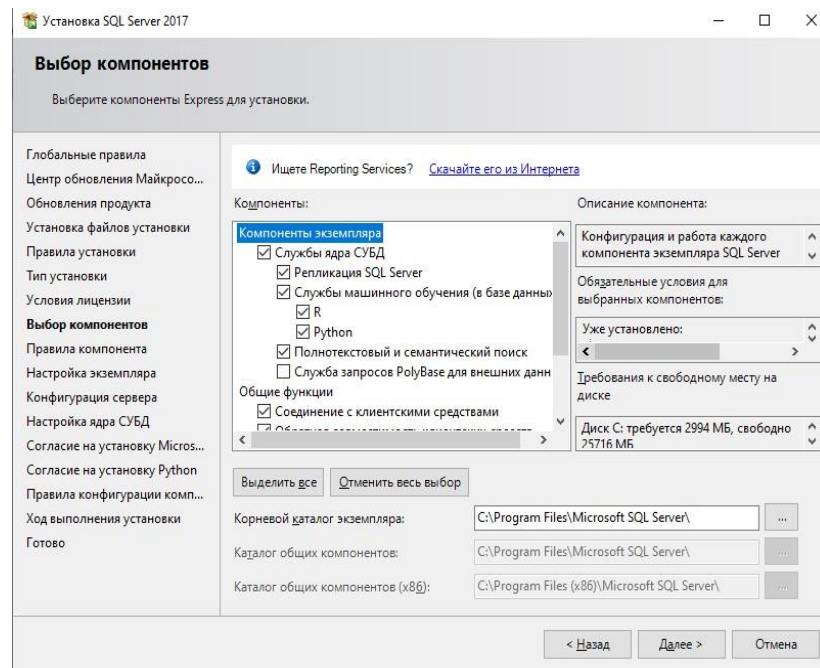 Установка SQL Server 2017
Выбор компонентов
Выберите компоненты Express для установки.
Глобальные правила
Центр обновления Майкросо...
Обновления продукта
Установка файлов установки
Правила установки
Тип установки
Условия лицензии
Выбор компонентов
Правила компонента
Настройка экземпляра
Конфигурация сервера
Настройка ядра СУБД
Согласие на установку Micros...
Согласие на установку Python
Правила конфигурации комп...
Ход выполнения установки
Готово
Ищете Reporting Services? Скачайте его из Интернета
Компоненты:
Компоненты экземпляра
Службы ядра СУБД
Репликация SQL Server
Службы машинного обучения (в базе данных
R
Python
Полнотекстовый и семантический поиск
Служба запросов PolyBase для внешних данн
Общие функции
Соединение с клиентскими средствами
Описание компонента:
Конфигурация и работа каждого
компонента экземпляра SQL Server
Обязательные условия для
выбранных компонентов:
Уже установлено:
Требования к свободному месту на
диске
Диск C: требуется 2994 МБ, свободно
25716 МБ
Выделить все
Отменить весь выбор
Корневой каталог экземпляра:
C:\Program Files\Microsoft SQL Server\
...
Каталог общих компонентов:
C:\Program Files\Microsoft SQL Server\
...
Каталог общих компонентов (x86):
C:\Program Files (x86)\Microsoft SQL Server\
...
< Назад
Далее >
Отмена